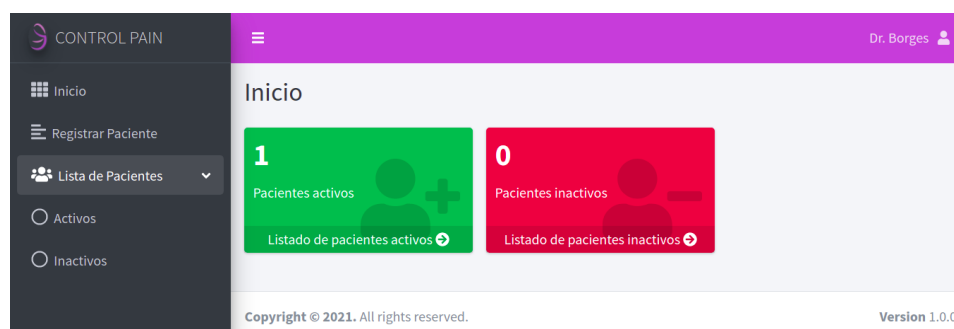 CONTROL PAIN
Dr. Borges
Inicio
Registrar Paciente
Lista de Pacientes
Activos
Inactivos
Inicio
1
Pacientes activos
Listado de pacientes activos
0
Pacientes inactivos
Listado de pacientes inactivos
Copyright © 2021. All rights reserved.
Version 1.0.0